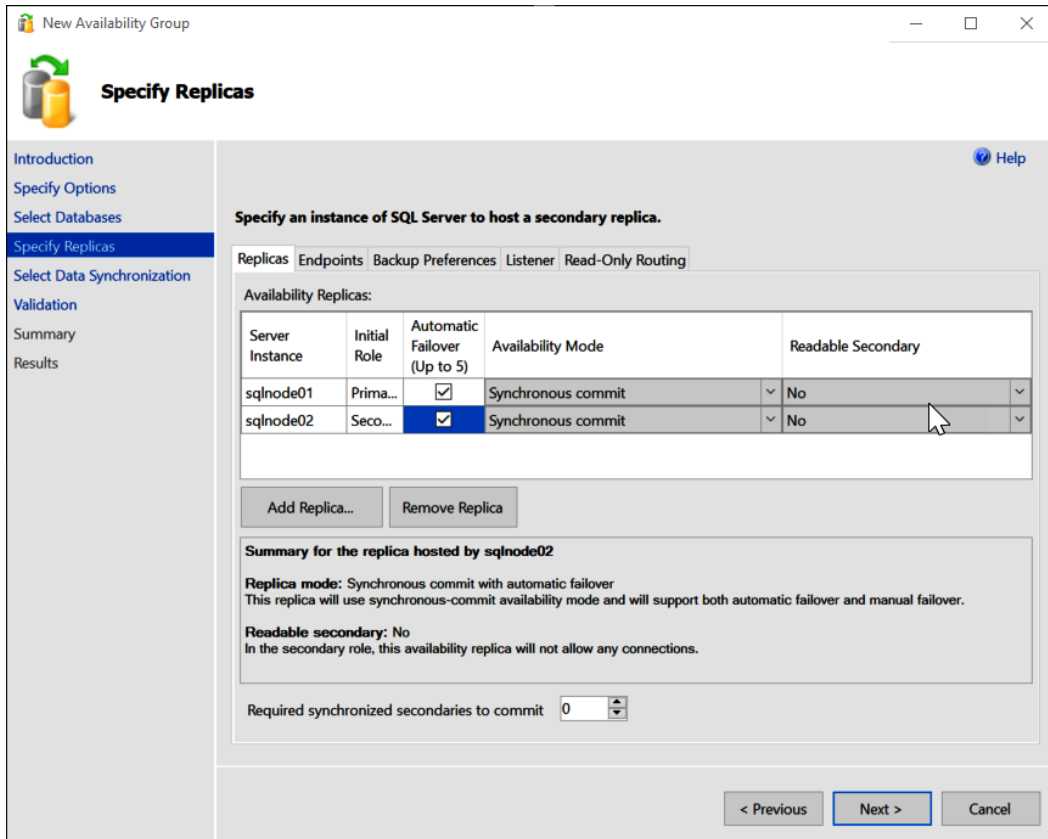 New Availability Group
Specify Replicas
Introduction
Specify Options
Select Databases
Specify Replicas
Select Data Synchronization
Validation
Summary
Results
Help
Specify an instance of SQL Server to host a secondary replica.
Replicas Endpoints Backup Preferences Listener Read-Only Routing
Availability Replicas:
Server Instance Initial Role Automatic Failover (Up to 5) Availability Mode Readable Secondary
sqlnode01 Prima... Synchronous commit No
sqlnode02 Seco... Synchronous commit No
Add Replica... Remove Replica
Summary for the replica hosted by sqlnode02
Replica mode: Synchronous commit with automatic failover
This replica will use synchronous-commit availability mode and will support both automatic failover and manual failover.
Readable secondary: No
In the secondary role, this availability replica will not allow any connections.
Required synchronized secondaries to commit 0
< Previous Next > Cancel